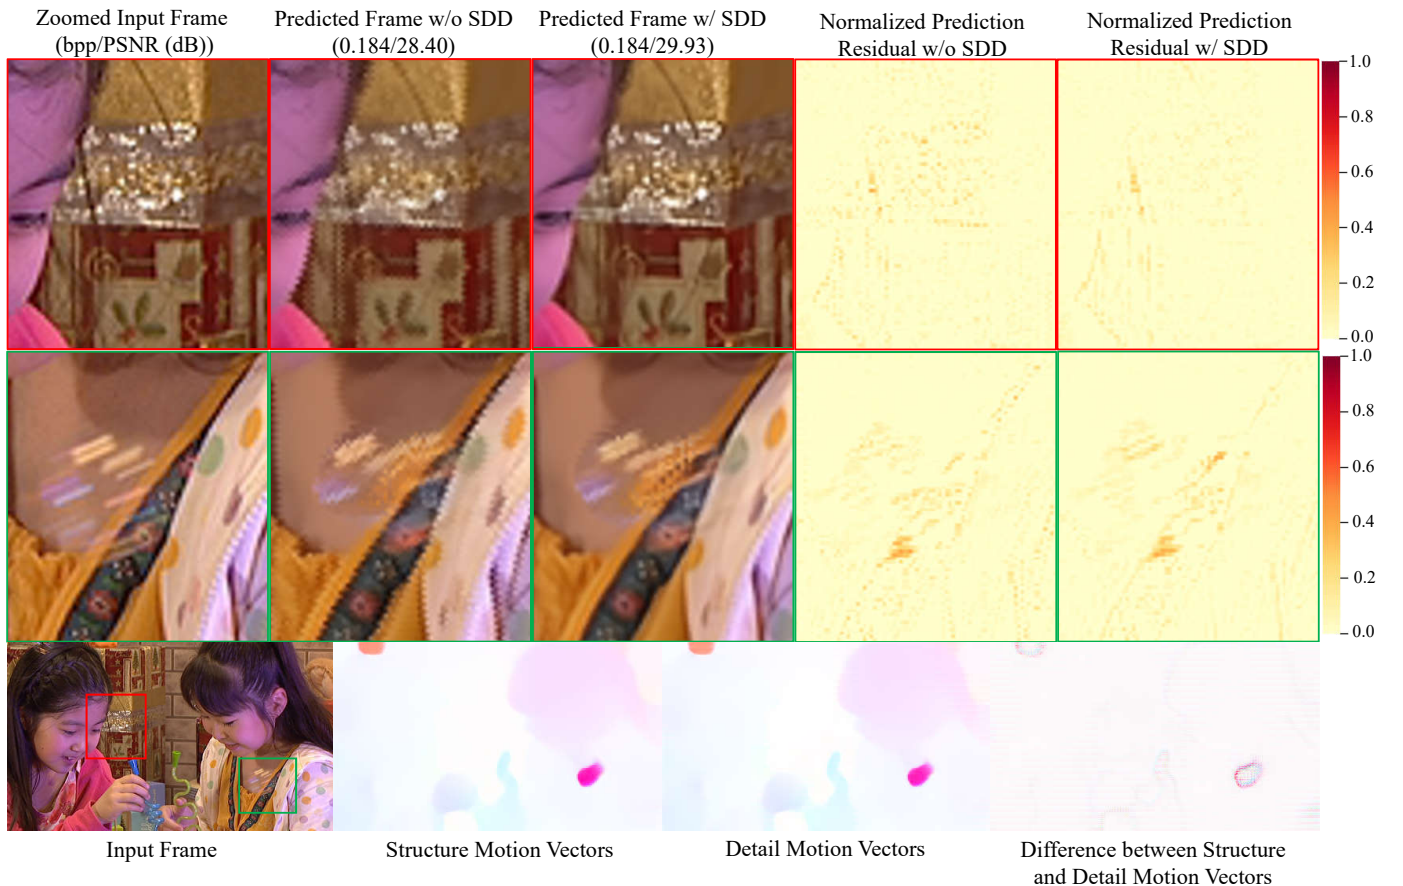 Zoomed Input Frame
(bpp/PSNR (dB))
Predicted Frame w/o SDD
(0.184/28.40)
Predicted Frame w/ SDD
(0.184/29.93)
Normalized Prediction
Residual w/o SDD
Normalized Prediction
Residual w/ SDD
1.0
0.8
0.6
0.4
0.2
0.0
1.0
0.8
0.6
0.4
0.2
0.0
Input Frame
Structure Motion Vectors
Detail Motion Vectors
Difference between Structure
and Detail Motion Vectors